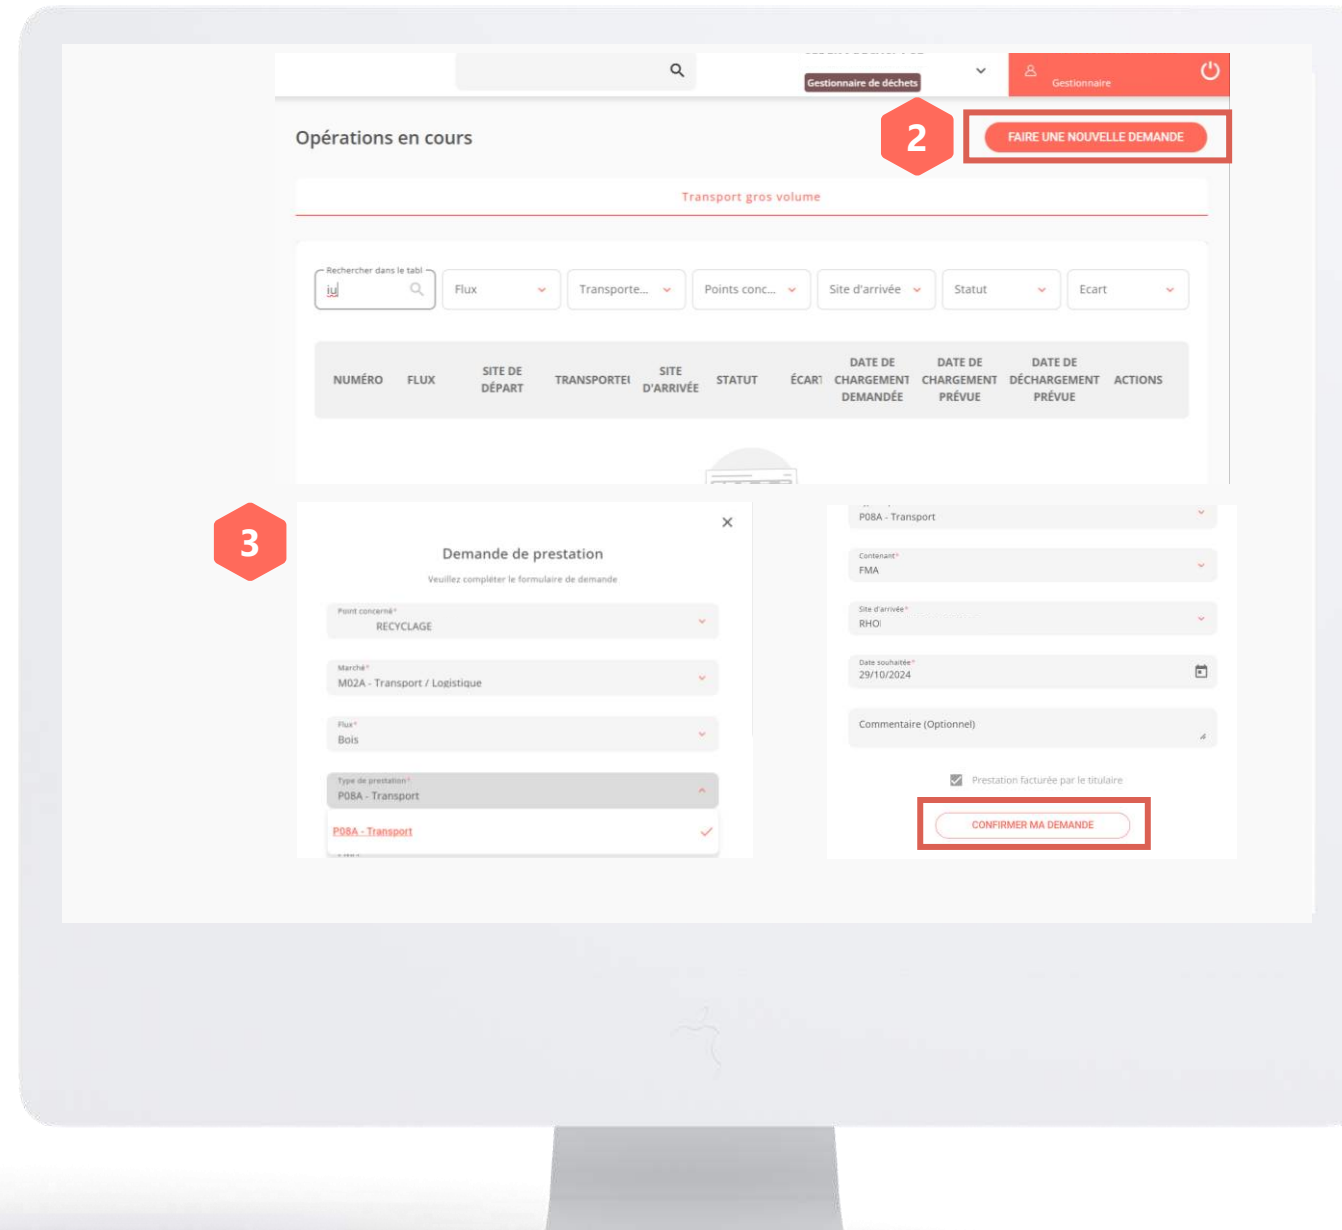 Gestionnaire de déchets
Gestionnaire
Opérations en cours
2
FAIRE UNE NOUVELLE DEMANDE
Transport gros volume
Rechercher dans le tabl
iu
Flux
Transporte...
Points conc...
Site d'arrivée
Statut
Ecart
NUMÉRO
FLUX
SITE DE
DÉPART
TRANSPORTEU
SITE
D'ARRIVÉE
STATUT
ÉCART
DATE DE
CHARGEMENT
DEMANDÉE
DATE DE
CHARGEMENT
PRÉVUE
DATE DE
DÉCHARGEMENT
PRÉVUE
ACTIONS
3
Demande de prestation
Veuillez compléter le formulaire de demande
Point concerné*
RECYCLAGE
Marché*
M02A - Transport / Logistique
Flux*
Bois
Type de prestation*
P08A - Transport
P08A - Transport
P08A - Transport
Contenant*
FMA
Site d'arrivée*
RHO
Date souhaitée*
29/10/2024
Commentaire (Optionnel)
Prestation facturée par le titulaire
CONFIRMER MA DEMANDE